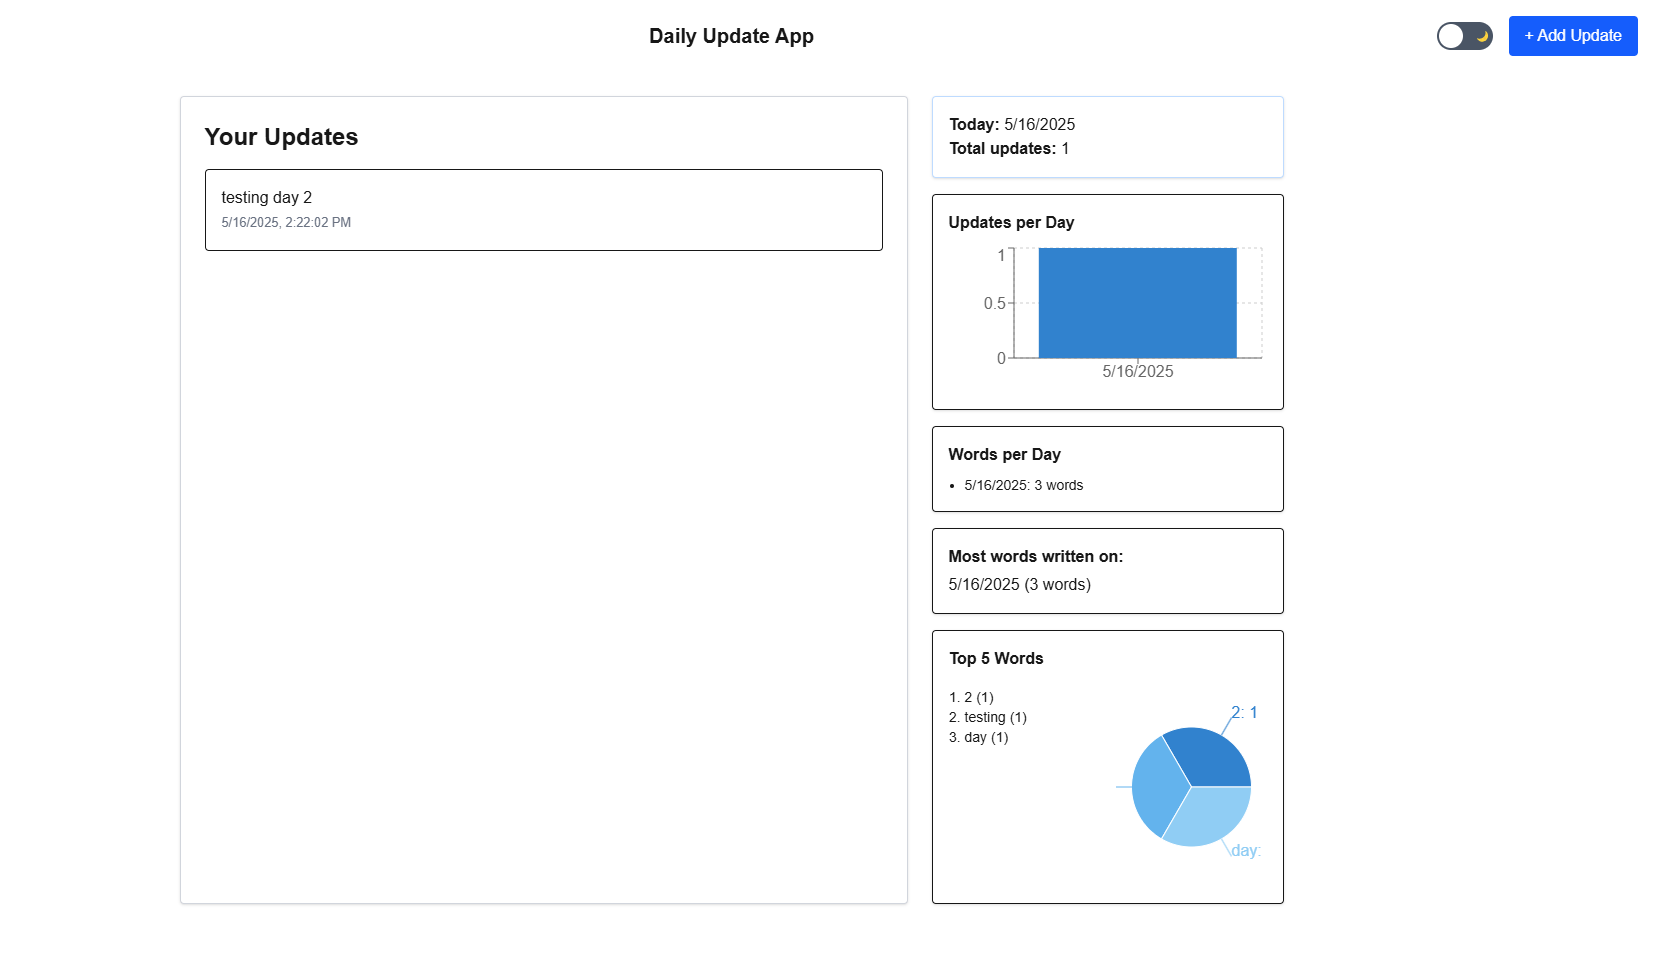 Daily Update App
+ Add Update
Your Updates
testing day 2
5/16/2025, 2:22:02 PM
Today: 5/16/2025
Total updates: 1
Updates per Day
1
0.5
0
5/16/2025
Words per Day
• 5/16/2025: 3 words
Most words written on:
5/16/2025 (3 words)
Top 5 Words
1. 2 (1)
2. testing (1)
3. day (1)
2: 1
day: